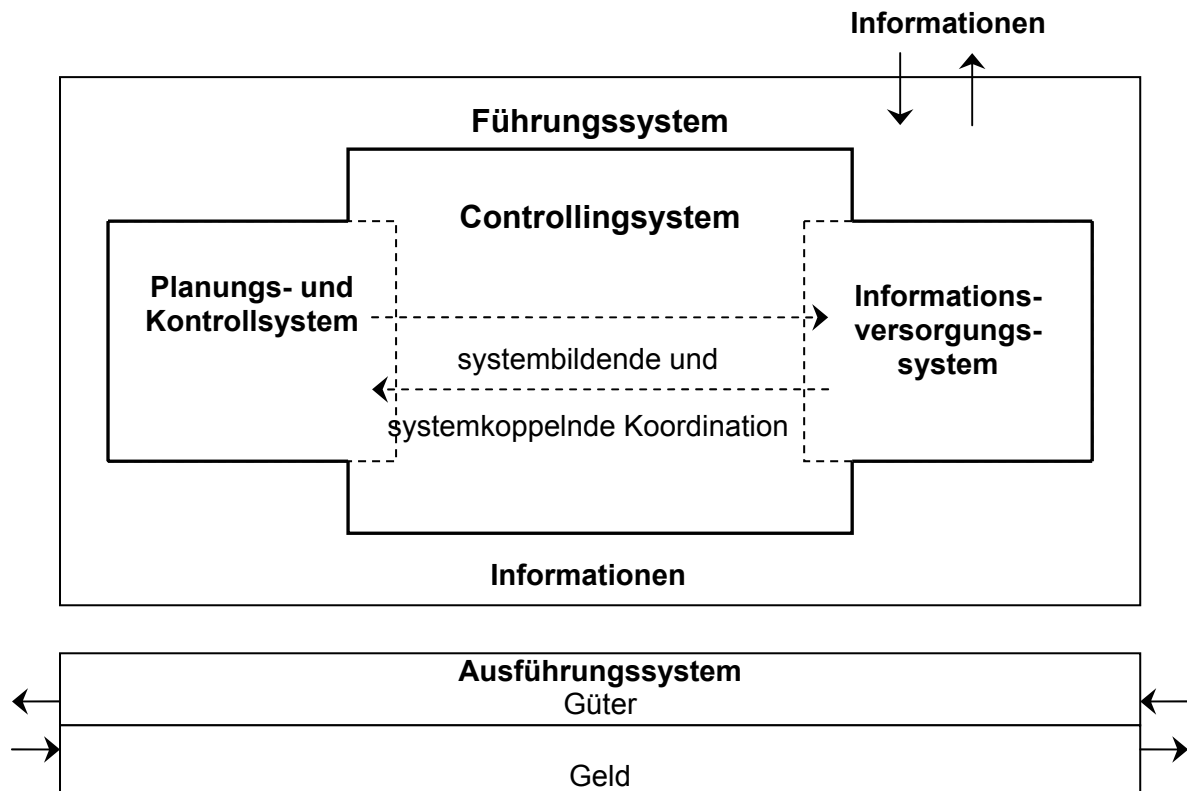 Informationen
Führungssystem
Controllingsystem
Planungs- und
Kontrollsystem
Informations-
versorgungs-
system
systembildende und
systemkoppelnde Koordination
Informationen
Ausführungssystem
Güter
Geld